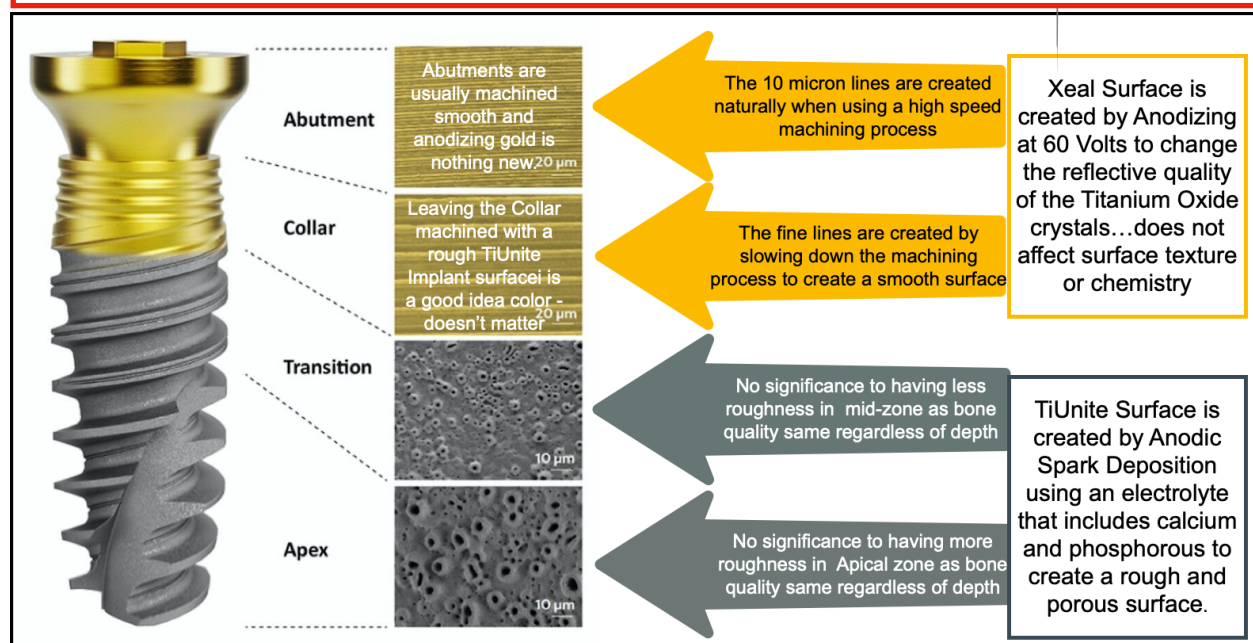 Abutment
Abutments are
usually machined
smooth and
anodizing gold is
nothing new.
20 µm
The 10 micron lines are created
naturally when using a high speed
machining process
Xeal Surface is
created by Anodizing
at 60 Volts to change
the reflective quality
of the Titanium Oxide
crystals…does not
affect surface texture
or chemistry
Collar
Leaving the Collar
machined with a
rough TiUnite
Implant surfacei is
a good idea color -
doesn’t matter
20 µm
The fine lines are created by
slowing down the machining
process to create a smooth surface
Transition
10 µm
No significance to having less
roughness in  mid-zone as bone
quality same regardless of depth
TiUnite Surface is
created by Anodic
Spark Deposition
using an electrolyte
that includes calcium
and phosphorous to
create a rough and
porous surface.
Apex
10 µm
No significance to having more
roughness in  Apical zone as bone
quality same regardless of depth